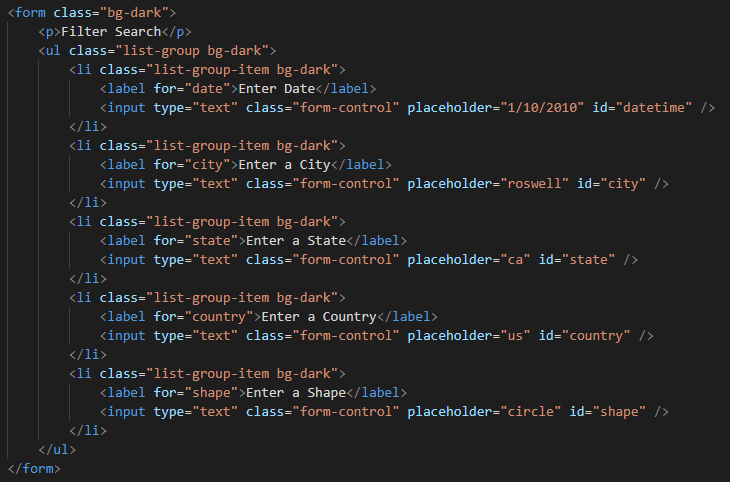 <form class="bg-dark">
    <p>Filter Search</p>
    <ul class="list-group bg-dark">
        <li class="list-group-item bg-dark">
            <label for="date">Enter Date</label>
            <input type="text" class="form-control" placeholder="1/10/2010" id="datetime" />
        </li>
        <li class="list-group-item bg-dark">
            <label for="city">Enter a City</label>
            <input type="text" class="form-control" placeholder="roswell" id="city" />
        </li>
        <li class="list-group-item bg-dark">
            <label for="state">Enter a State</label>
            <input type="text" class="form-control" placeholder="ca" id="state" />
        </li>
        <li class="list-group-item bg-dark">
            <label for="country">Enter a Country</label>
            <input type="text" class="form-control" placeholder="us" id="country" />
        </li>
        <li class="list-group-item bg-dark">
            <label for="shape">Enter a Shape</label>
            <input type="text" class="form-control" placeholder="circle" id="shape" />
        </li>
    </ul>
</form>